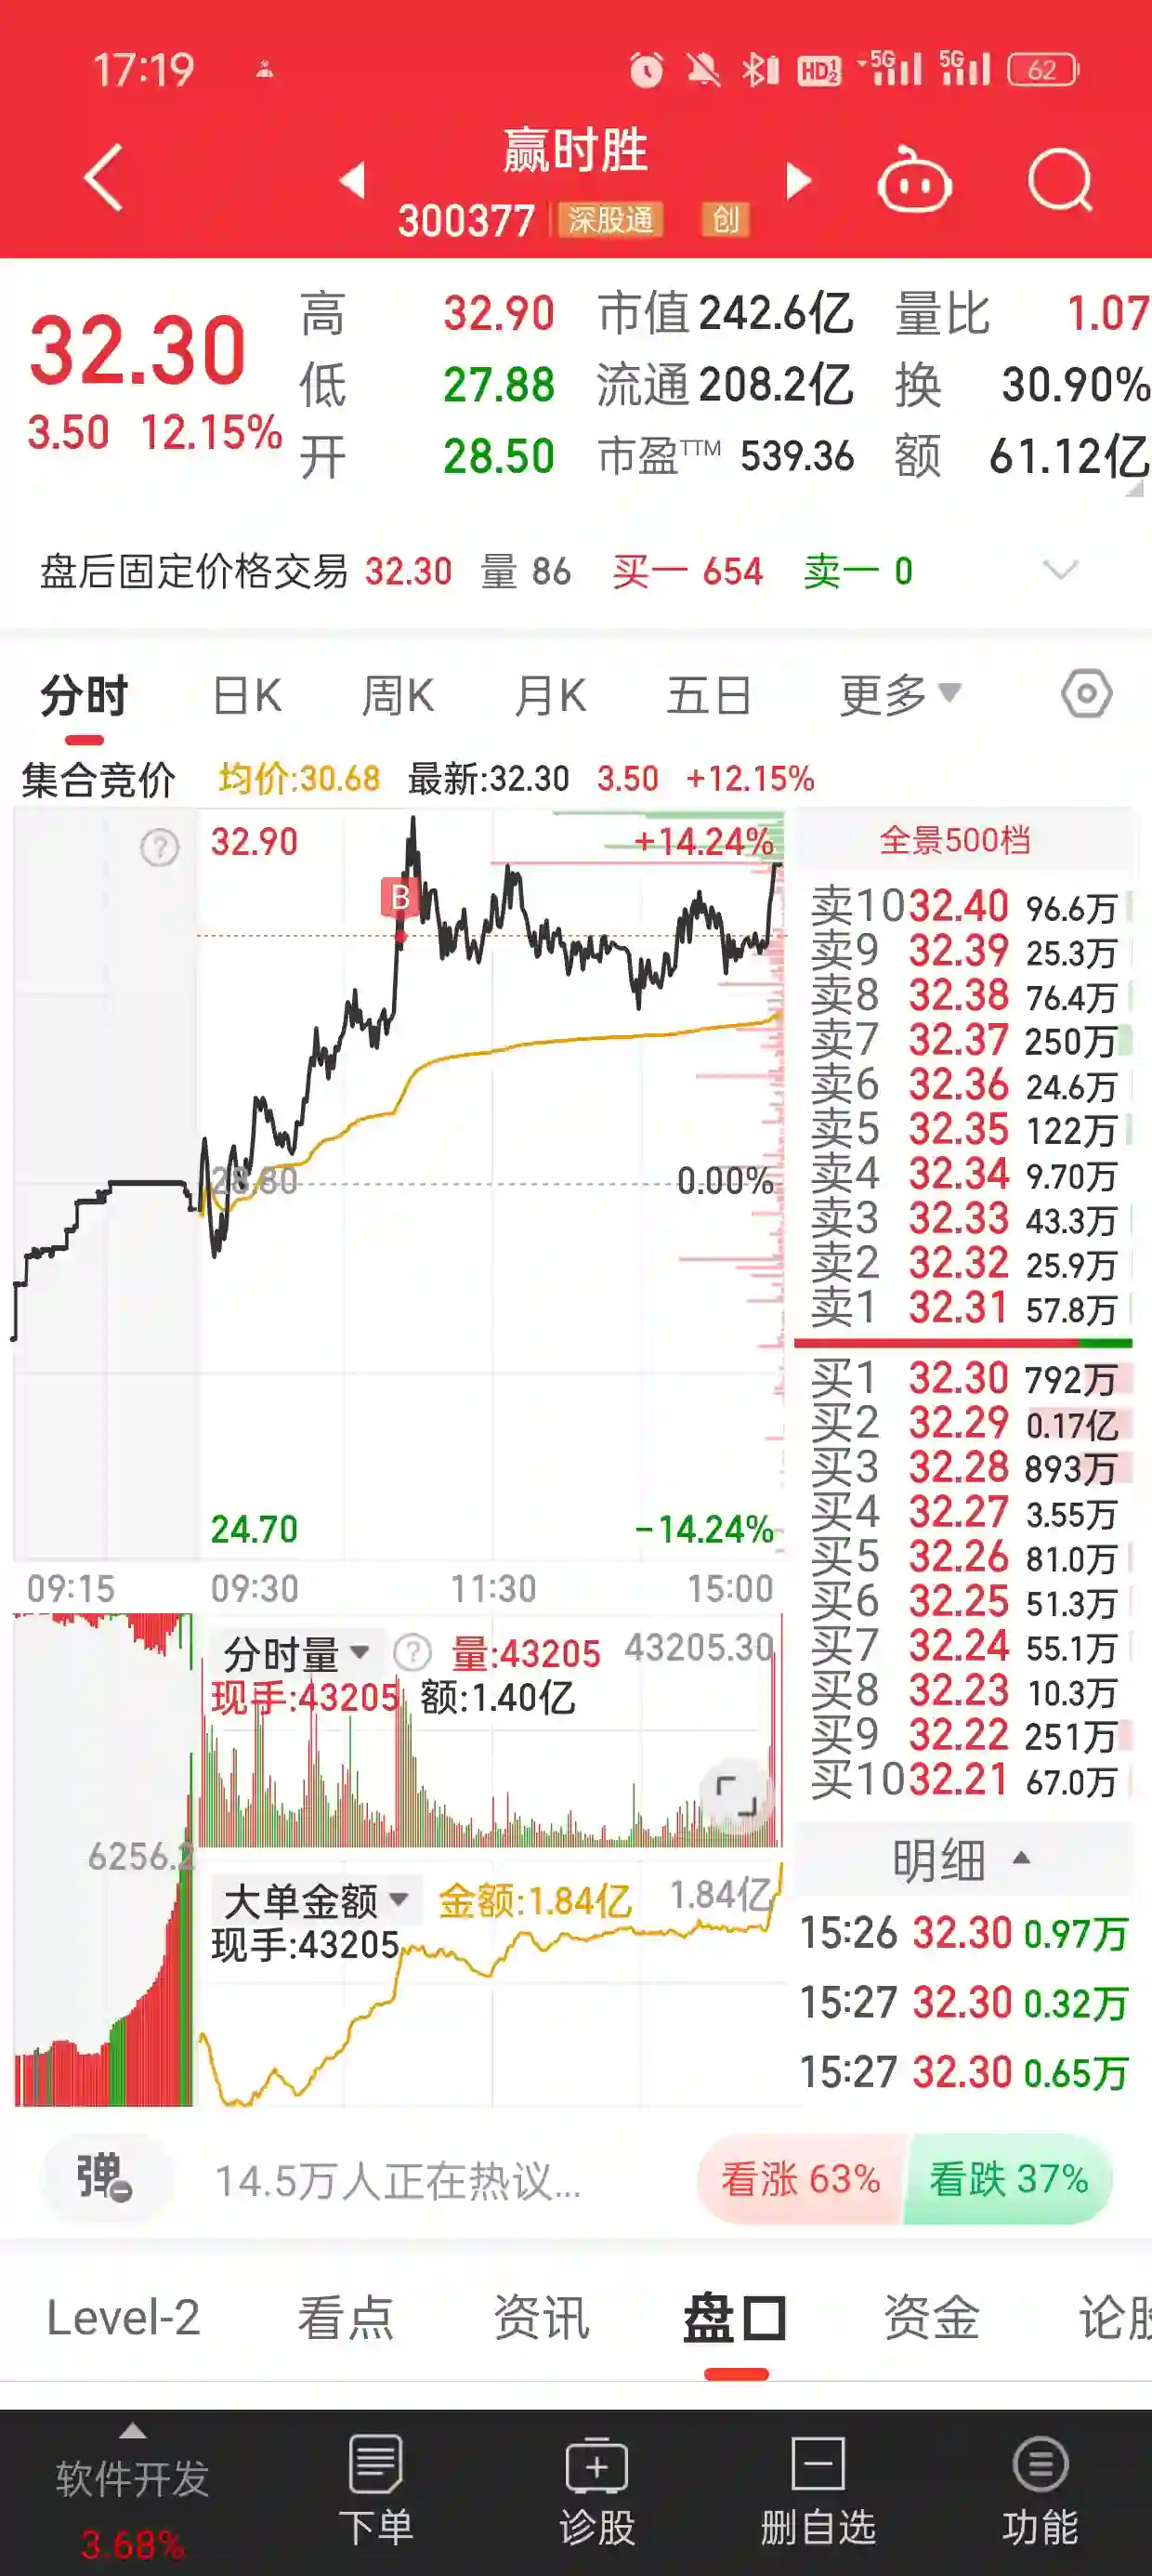 17:19
HD 1 2 5G 5G 62
赢时胜
300377 深股通 创
32.30
3.50 12.15%
高 32.90 市值 242.6亿 量比 1.07
低 27.88 流通 208.2亿 换 30.90%
开 28.50 市盈TTM 539.36 额 61.12亿
盘后固定价格交易 32.30 量 86 买一 654 卖一 0
分时 日K 周K 月K 五日 更多
集合竞价 均价:30.68 最新:32.30 3.50 +12.15%
? 32.90 +14.24%
B
0.00%
24.70 -14.24%
09:15 09:30 11:30 15:00
全景500档
卖10 32.40 96.6万
卖9 32.39 25.3万
卖8 32.38 76.4万
卖7 32.37 250万
卖6 32.36 24.6万
卖5 32.35 122万
卖4 32.34 9.70万
卖3 32.33 43.3万
卖2 32.32 25.9万
卖1 32.31 57.8万
买1 32.30 792万
买2 32.29 0.17亿
买3 32.28 893万
买4 32.27 3.55万
买5 32.26 81.0万
买6 32.25 51.3万
买7 32.24 55.1万
买8 32.23 10.3万
买9 32.22 251万
买10 32.21 67.0万
分时量 ? 量:43205 43205.30
现手:43205 额:1.40亿
6256.2
大单金额 金额:1.84亿 1.84亿
现手:43205
明细
15:26 32.30 0.97万
15:27 32.30 0.32万
15:27 32.30 0.65万
弹 14.5万人正在热议... 看涨 63% 看跌 37%
Level-2 看点 资讯 盘口 资金 论股
软件开发
3.68%
下单 诊股 删自选 功能